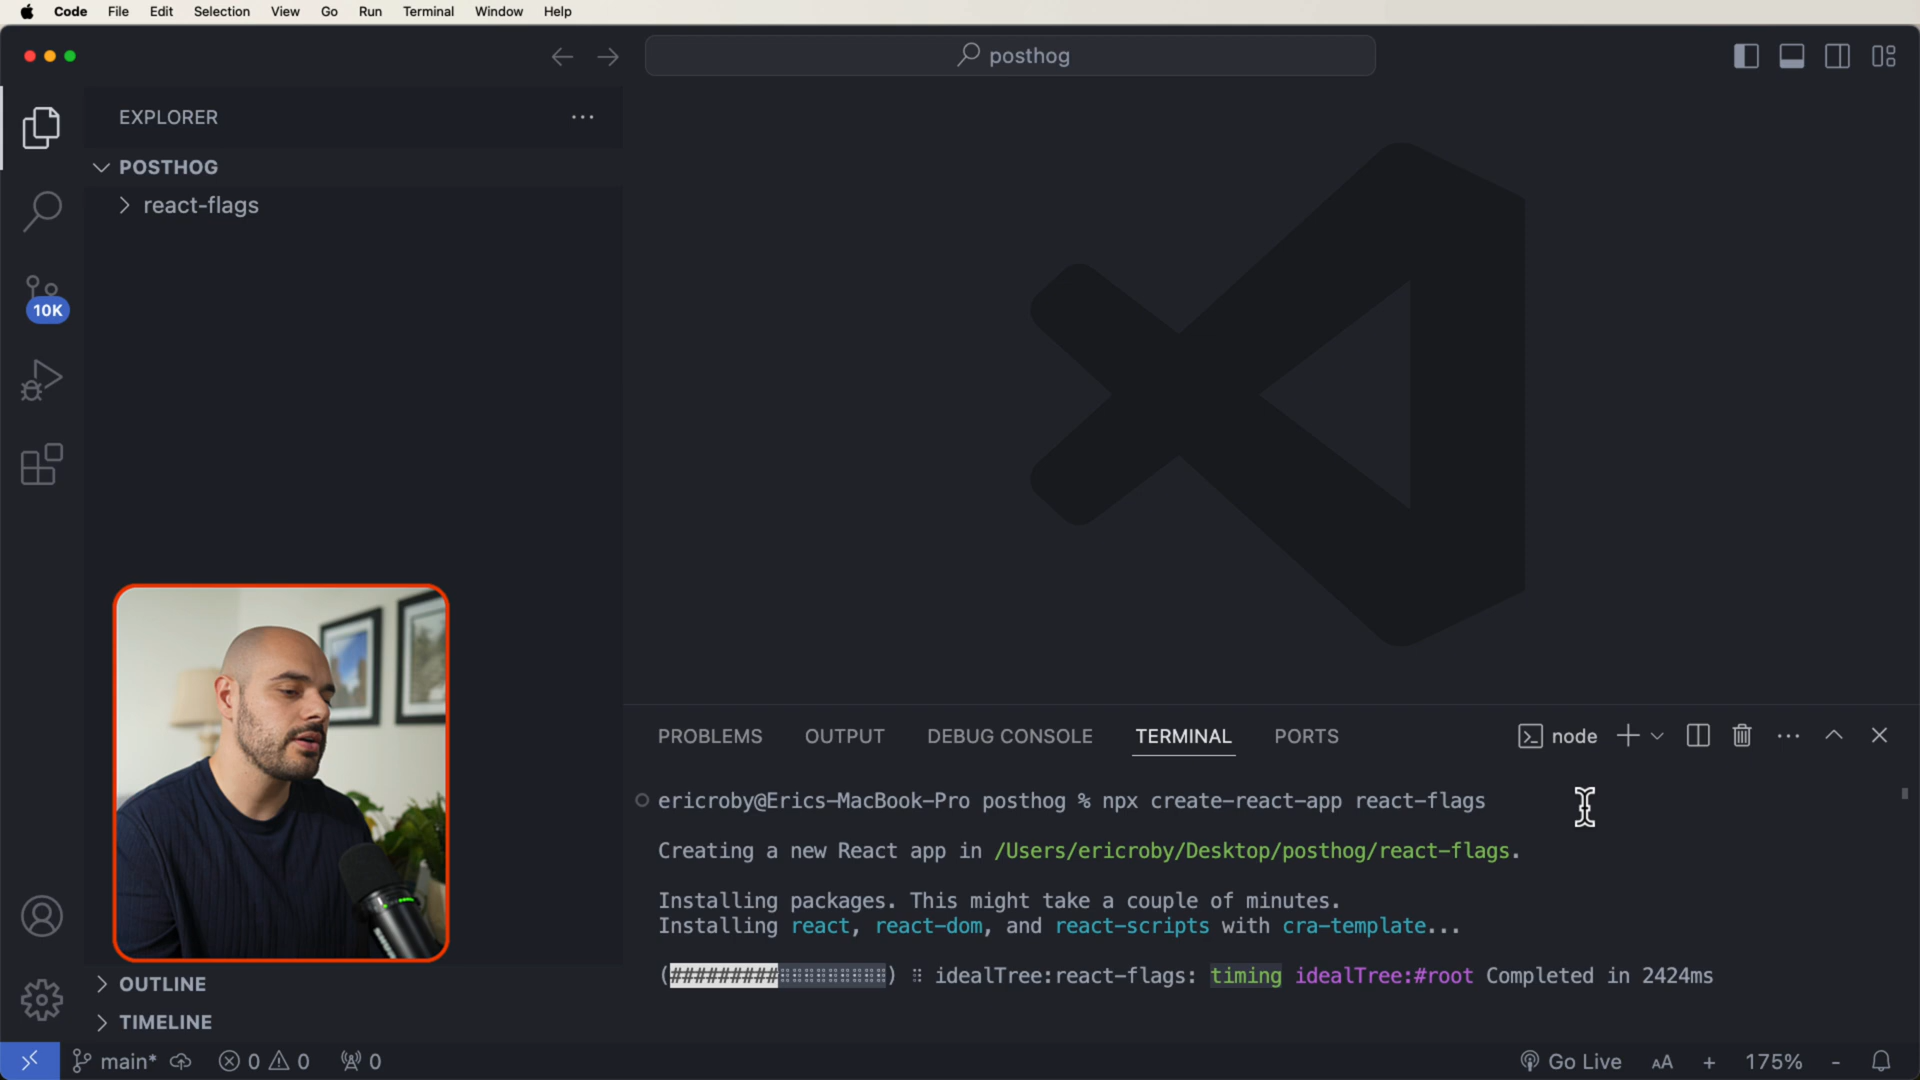 Code File Edit Selection View Go Run Terminal Window Help
posthog
EXPLORER
POSTHOG
react-flags
10K
OUTLINE
TIMELINE
PROBLEMS OUTPUT DEBUG CONSOLE TERMINAL PORTS
node
ericroby@Erics-MacBook-Pro posthog % npx create-react-app react-flags
Creating a new React app in /Users/ericroby/Desktop/posthog/react-flags.
Installing packages. This might take a couple of minutes.
Installing react, react-dom, and react-scripts with cra-template...
(#########⠂⠂⠂⠂⠂⠂⠂⠂⠂) ⠸ idealTree:react-flags: timing idealTree:#root Completed in 2424ms
main* 0 0 0
Go Live AA + 175% -